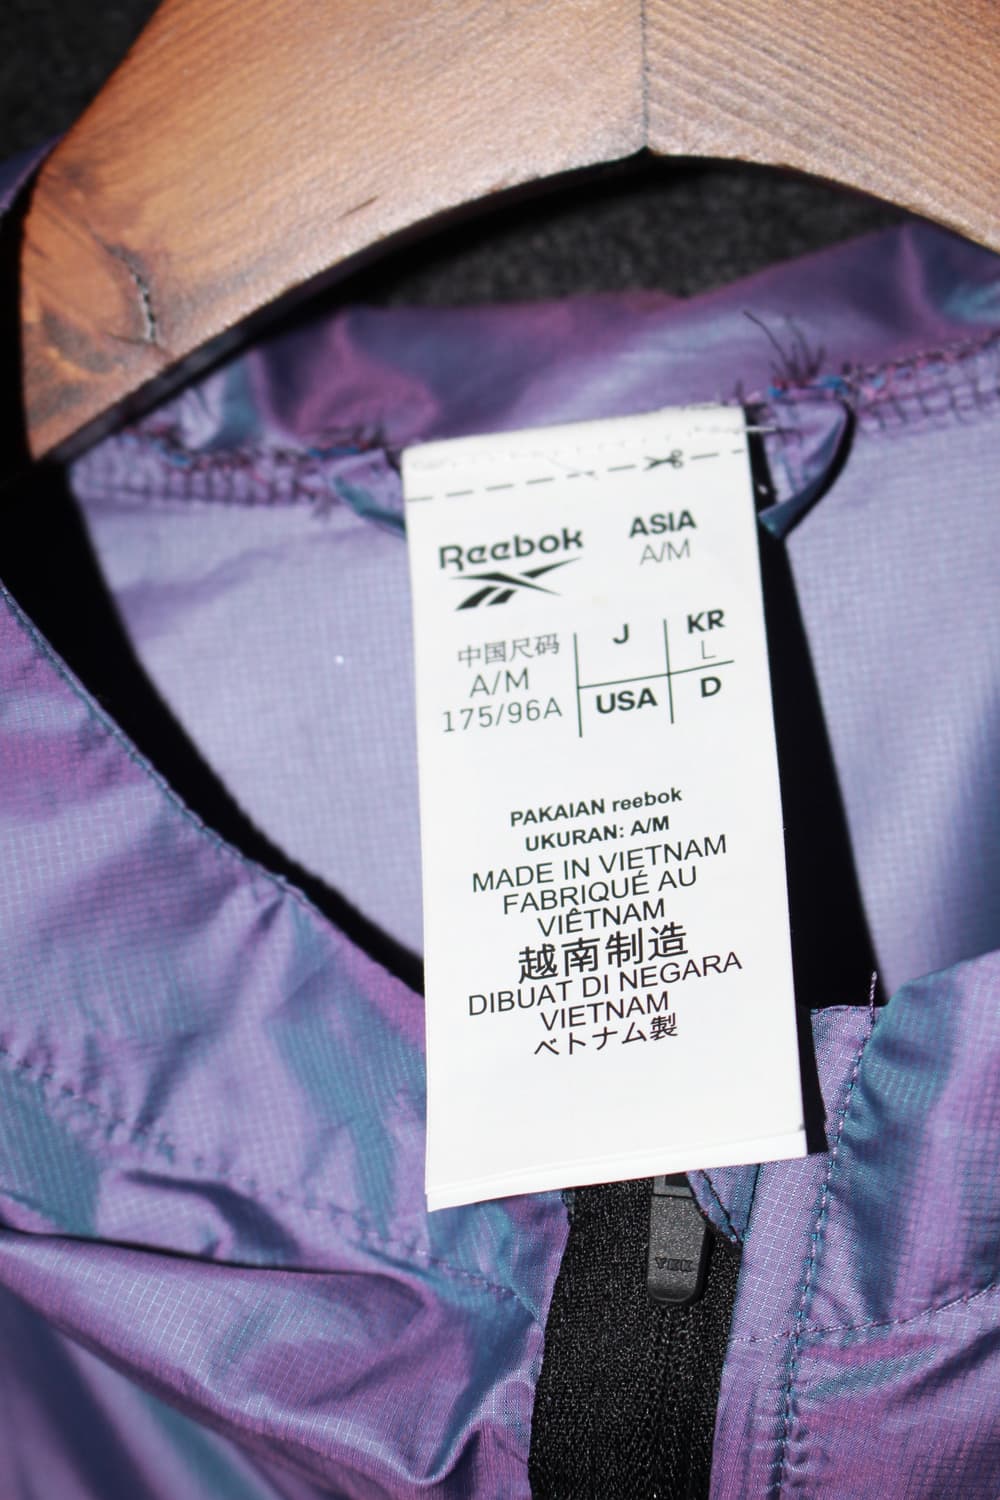 Reebok
ASIA
A/M
中国尺码
A/M
175/96A
J
KR
L
USA
D
PAKAIAN reebok
UKURAN: A/M
MADE IN VIETNAM
FABRIQUÉ AU
VIÊTNAM
越南制造
DIBUAT DI NEGARA
VIETNAM
ベトナム製
YKK